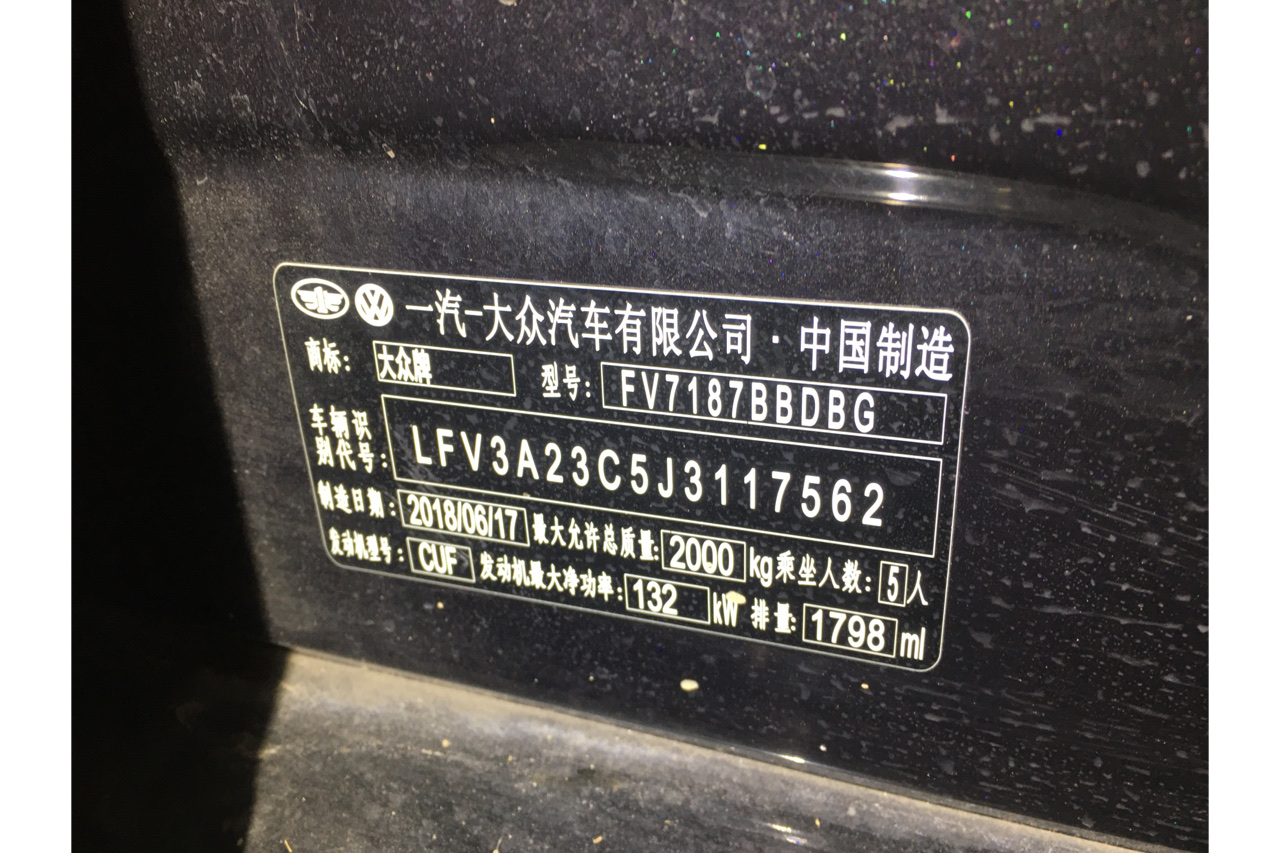 一汽-大众汽车有限公司·中国制造
商标: 大众牌 型号: FV7187BBDBG
车辆识别代号: LFV3A23C5J3117562
制造日期: 2018/06/17 最大允许总质量: 2000 kg 乘坐人数: 5 人
发动机型号: CUF 发动机最大净功率: 132 kW 排量: 1798 ml